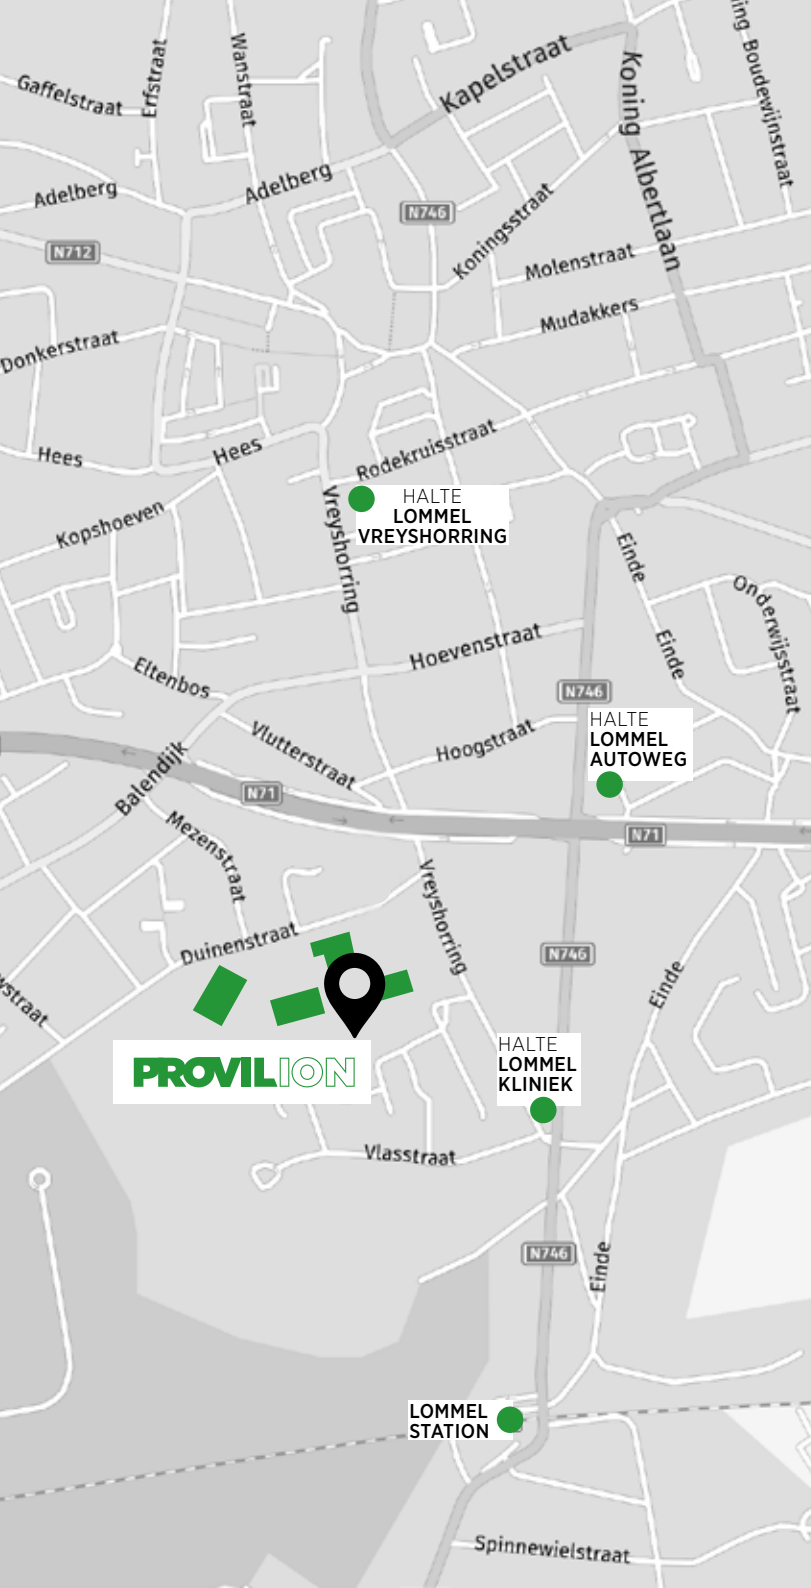 Gaffelstraat
Erfstraat
Wanstraat
Kapelstraat
Koning Albertlaan
Boudewijnstraat
Adelberg
Adelberg
N746
N712
Koningsstraat
Molenstraat
Mudakkers
Donkerstraat
Hees
Hees
Rodekruisstraat
Kopshoeven
Vreyshorring
HALTE
LOMMEL
VREYSHORRING
Einde
Einde
Onderwijsstraat
Hoevenstraat
Eltenbos
N746
HALTE
LOMMEL
AUTOWEG
Vlutterstraat
Hoogstraat
Balendijk
N71
N71
Mezenstraat
Vreyshorring
Duinenstraat
N746
Einde
PROVILION
HALTE
LOMMEL
KLINIEK
Vlasstraat
N746
Einde
LOMMEL
STATION
Spinnewielstraat